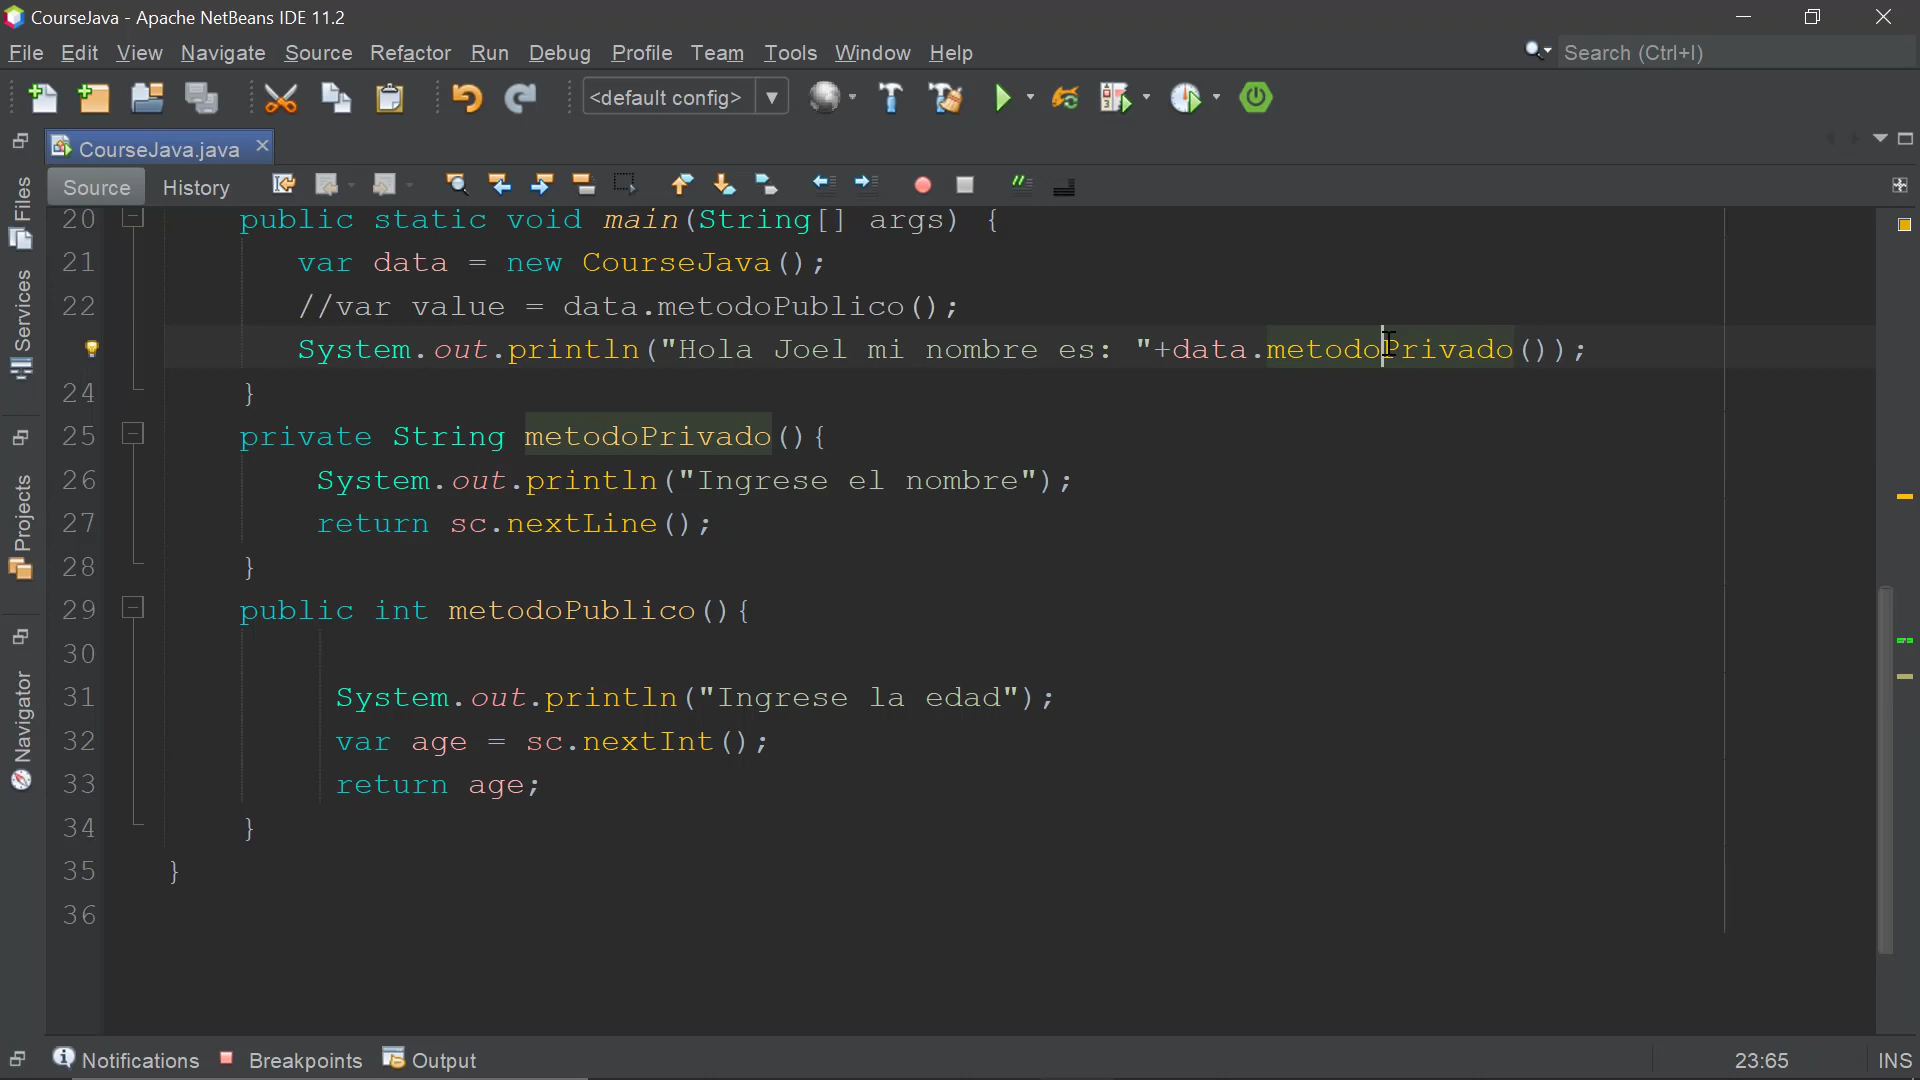 CourseJava - Apache NetBeans IDE 11.2
File Edit View Navigate Source Refactor Run Debug Profile Team Tools Window Help
Search (Ctrl+I)
<default config>
CourseJava.java
Source History
Files
Services
Projects
Navigator
20 public static void main(String[] args) {
21 var data = new CourseJava();
22 //var value = data.metodoPublico();
System.out.println("Hola Joel mi nombre es: "+data.metodoPrivado());
24 }
25 private String metodoPrivado(){
26 System.out.println("Ingrese el nombre");
27 return sc.nextLine();
28 }
29 public int metodoPublico(){
30
31 System.out.println("Ingrese la edad");
32 var age = sc.nextInt();
33 return age;
34 }
35 }
36
Notifications Breakpoints Output
23:65 INS